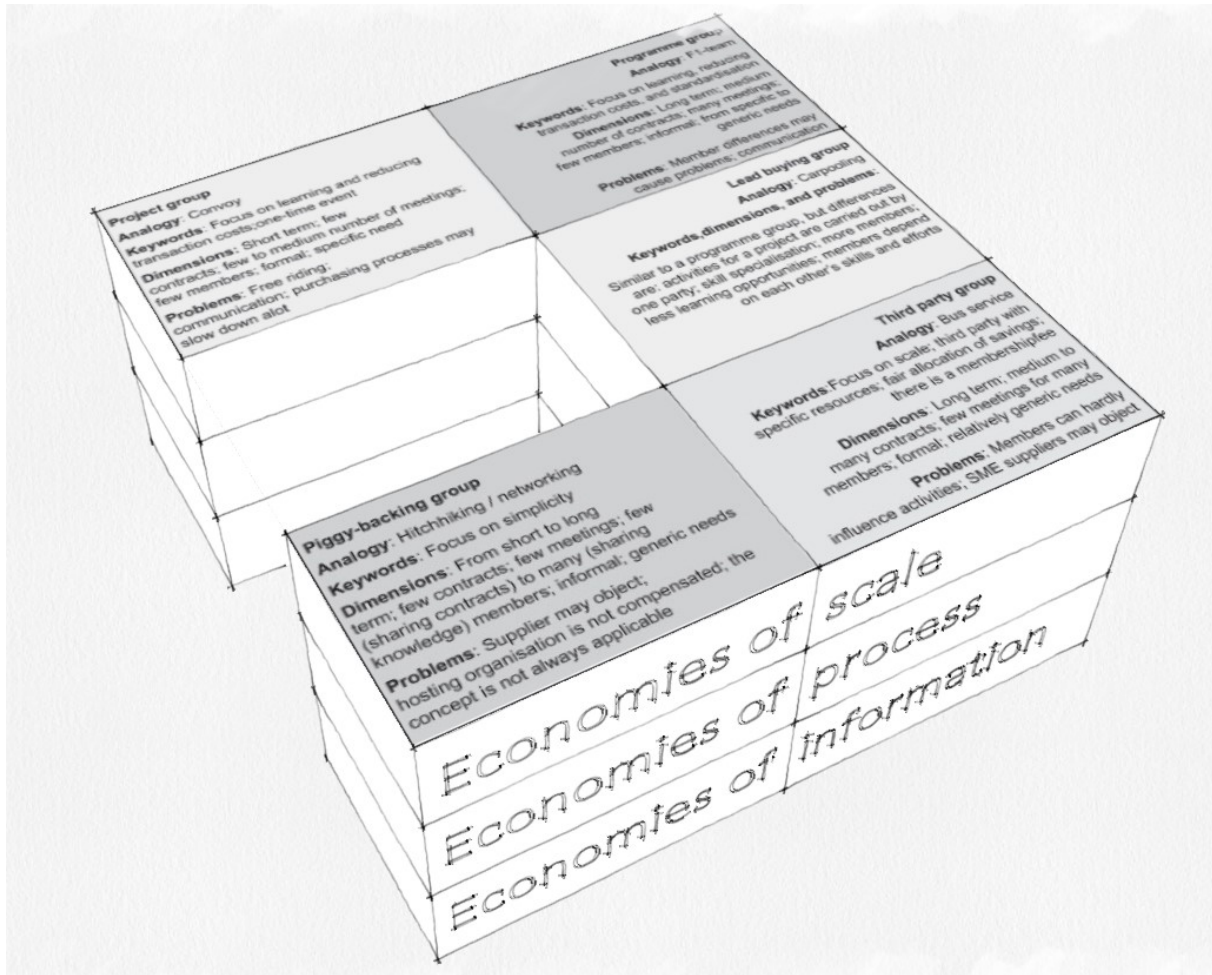 Project group
Analogy: Convoy
Keywords: Focus on learning and reducing
transaction costs;one-time event
Dimensions: Short term; few
contracts; few to medium number of meetings;
few members; formal; specific need
Problems: Free riding;
communication; purchasing processes may
slow down alot
Programme group
Analogy: F1-team
Keywords: Focus on learning, reducing
transaction costs, and standardisation
Dimensions: Long term; medium
number of contracts; many meetings;
few members; informal; from specific to
generic needs
Problems: Member differences may
cause problems; communication
Lead buying group
Analogy: Carpooling
Keywords,dimensions, and problems:
Similar to a programme group, but differences
are: activities for a project are carried out by
one party; skill specialisation; more members;
less learning opportunities; members depend
on each other's skills and efforts
Third party group
Analogy: Bus service
Keywords:Focus on scale; third party with
specific resources; fair allocation of savings;
there is a membershipfee
Dimensions: Long term; medium to
many contracts; few meetings for many
members; formal; relatively generic needs
Problems: Members can hardly
influence activities; SME suppliers may object
Piggy-backing group
Analogy: Hitchhiking / networking
Keywords: Focus on simplicity
Dimensions: From short to long
term; few contracts; few meetings; few
(sharing contracts) to many (sharing
knowledge) members; informal; generic needs
Problems: Supplier may object;
hosting organisation is not compensated; the
concept is not always applicable
Economies of scale
Economies of process
Economies of information